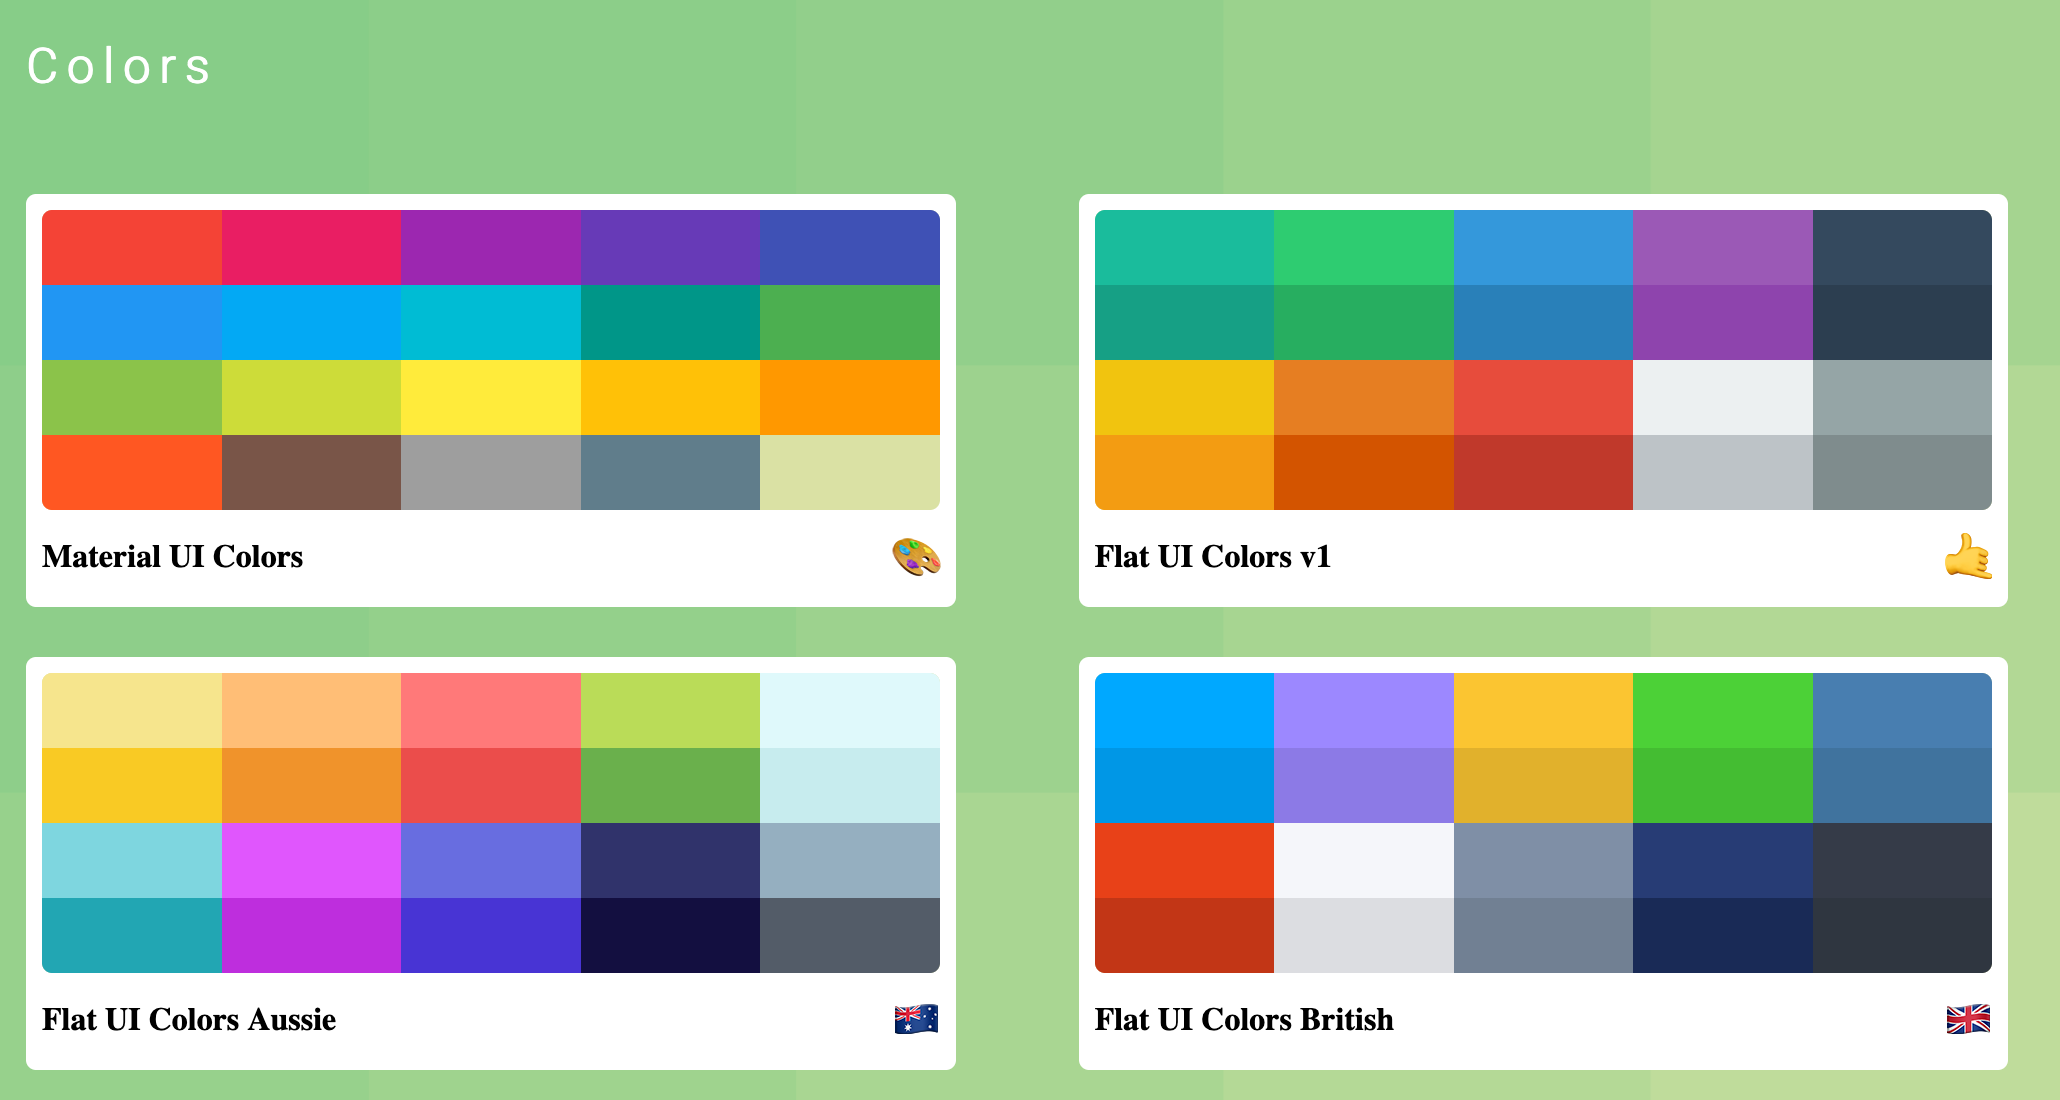 Colors
Material UI Colors
Flat UI Colors v1
Flat UI Colors Aussie
Flat UI Colors British